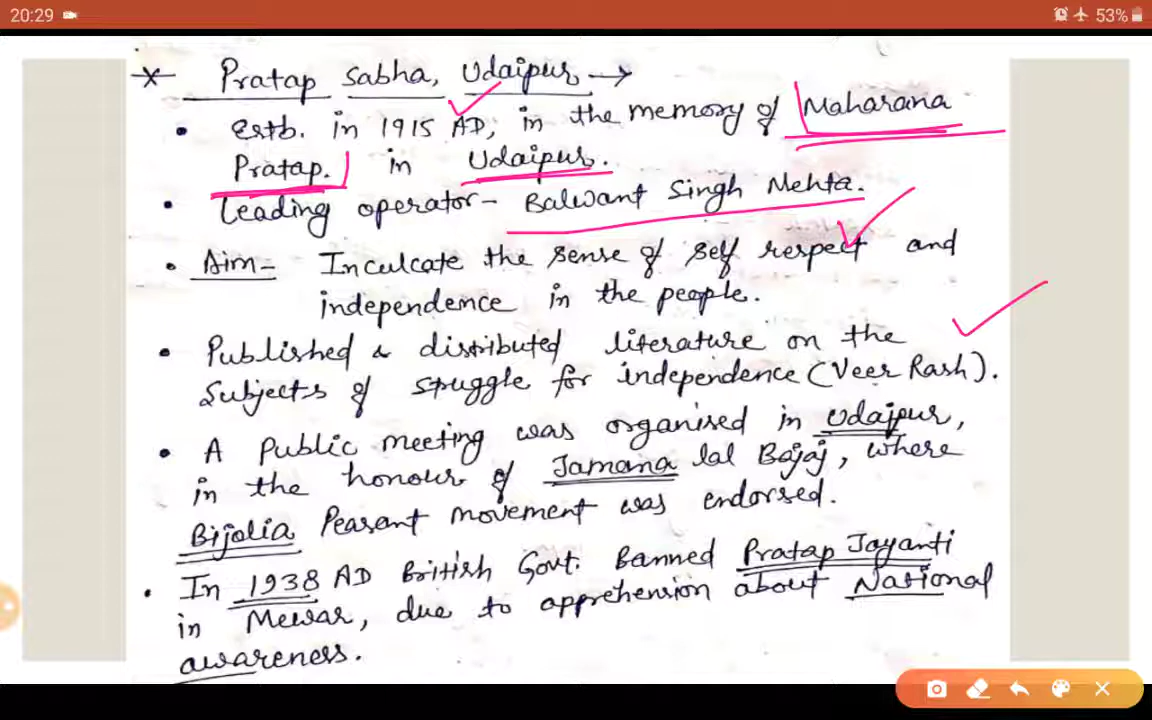 20:29
53%
* Pratap Sabha, Udaipur →
• Estb. in 1915 AD, in the memory of Maharana
Pratap. in Udaipur.
• Leading operator - Balwant Singh Mehta.
• Aim - Inculcate the sense of self respect and
independence in the people.
• Published & distributed literature on the
Subjects of spuggle for independence (Veer Rash).
• A Public meeting was organised in Udaipur,
in the honour of Jamana lal Bajaj, where
Bijolia Peasant movement was endorsed.
• In 1938 AD British Govt. Banned Pratap Jayanti
in Mewar, due to apprehension about National
awareness.